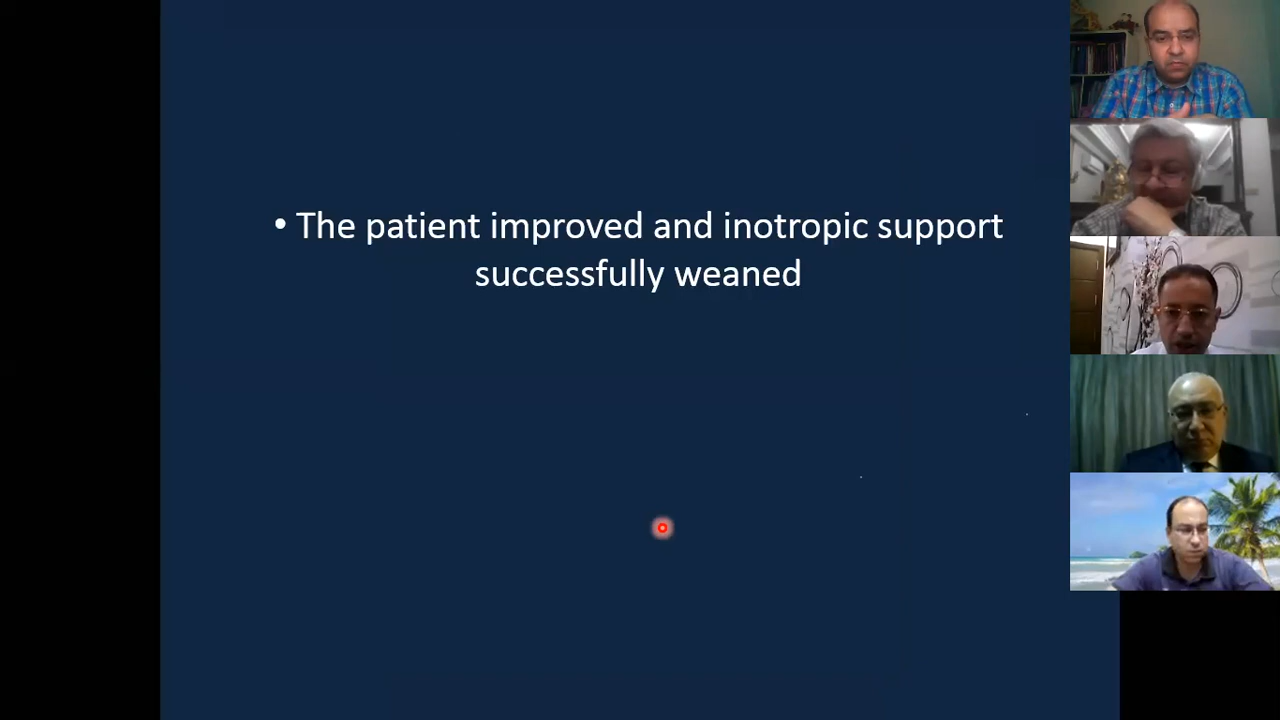 • The patient improved and inotropic support
successfully weaned